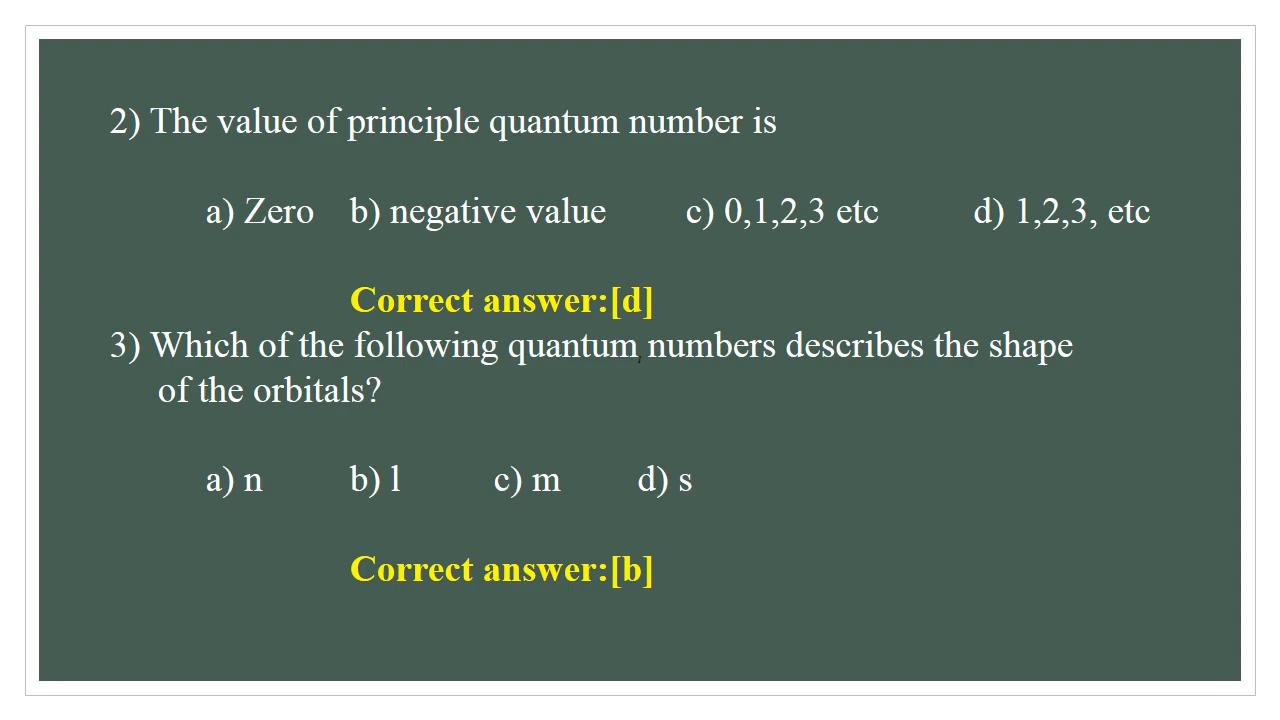 2) The value of principle quantum number is
a) Zero b) negative value c) 0,1,2,3 etc d) 1,2,3, etc
Correct answer:[d]
3) Which of the following quantum numbers describes the shape
of the orbitals?
a) n b) l c) m d) s
Correct answer:[b]